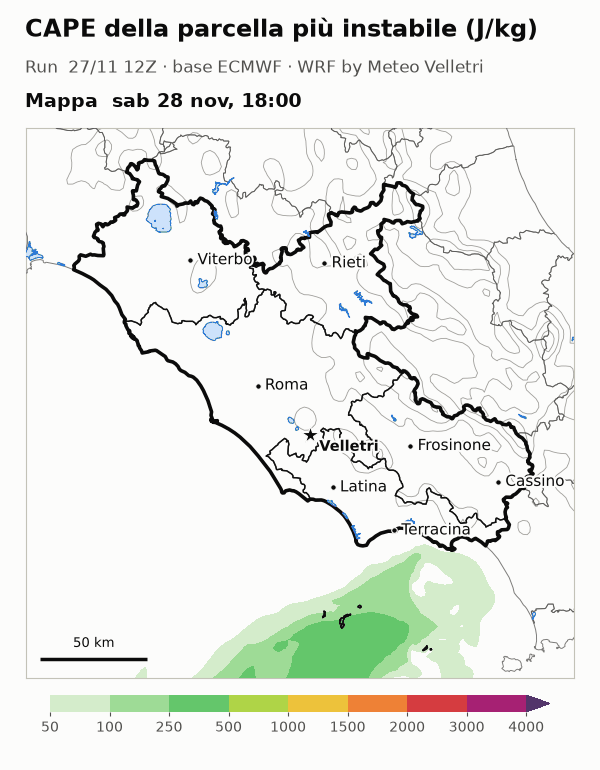 CAPE della parcella più instabile (J/kg)
Run  27/11 12Z · base ECMWF · WRF by Meteo Velletri
Mappa  sab 28 nov, 18:00
Viterbo
Rieti
Roma
Velletri
Frosinone
Cassino
Latina
Terracina
50 km
50 100 250 500 1000 1500 2000 3000 4000